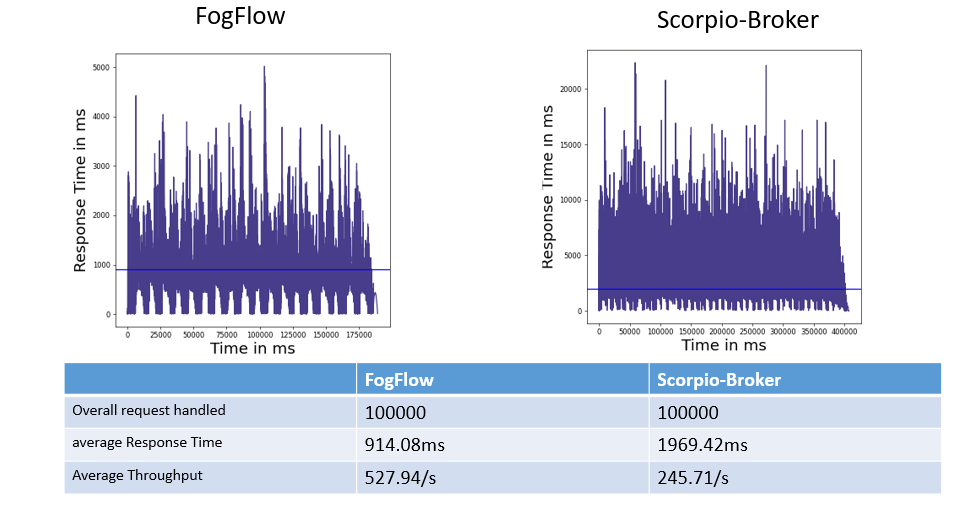 FogFlow
Scorpio-Broker
Response Time in ms
5000
4000
3000
2000
1000
0
0 25000 50000 75000 100000 125000 150000 175000
Time in ms
Response Time in ms
20000
15000
10000
5000
0
0 50000 100000 150000 200000 250000 300000 350000 400000
Time in ms
FogFlow Scorpio-Broker
Overall request handled 100000 100000
average Response Time 914.08ms 1969.42ms
Average Throughput 527.94/s 245.71/s